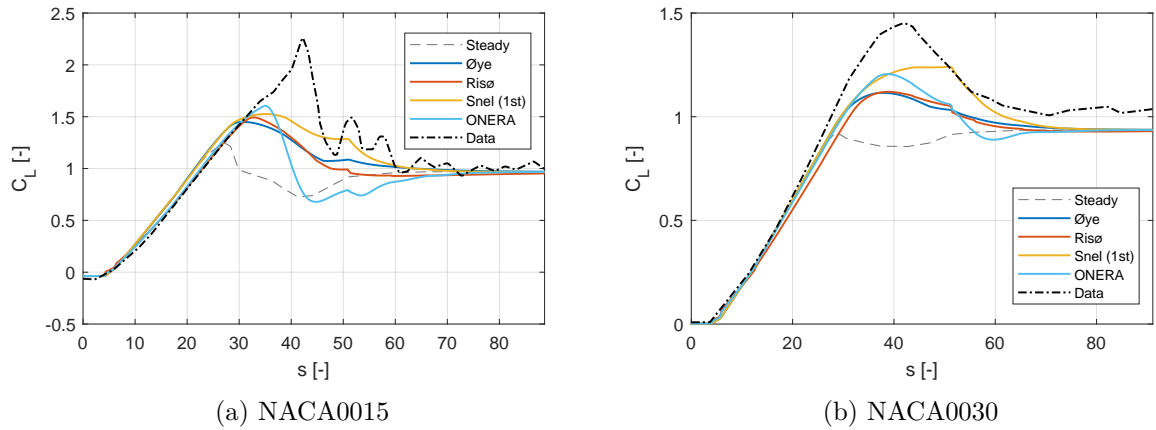 2.5
2
1.5
1
0.5
0
-0.5
C_L [-]
0 10 20 30 40 50 60 70 80
s [-]
Steady
Øye
Risø
Snel (1st)
ONERA
Data
(a) NACA0015
1.5
1
0.5
0
C_L [-]
0 20 40 60 80
s [-]
Steady
Øye
Risø
Snel (1st)
ONERA
Data
(b) NACA0030